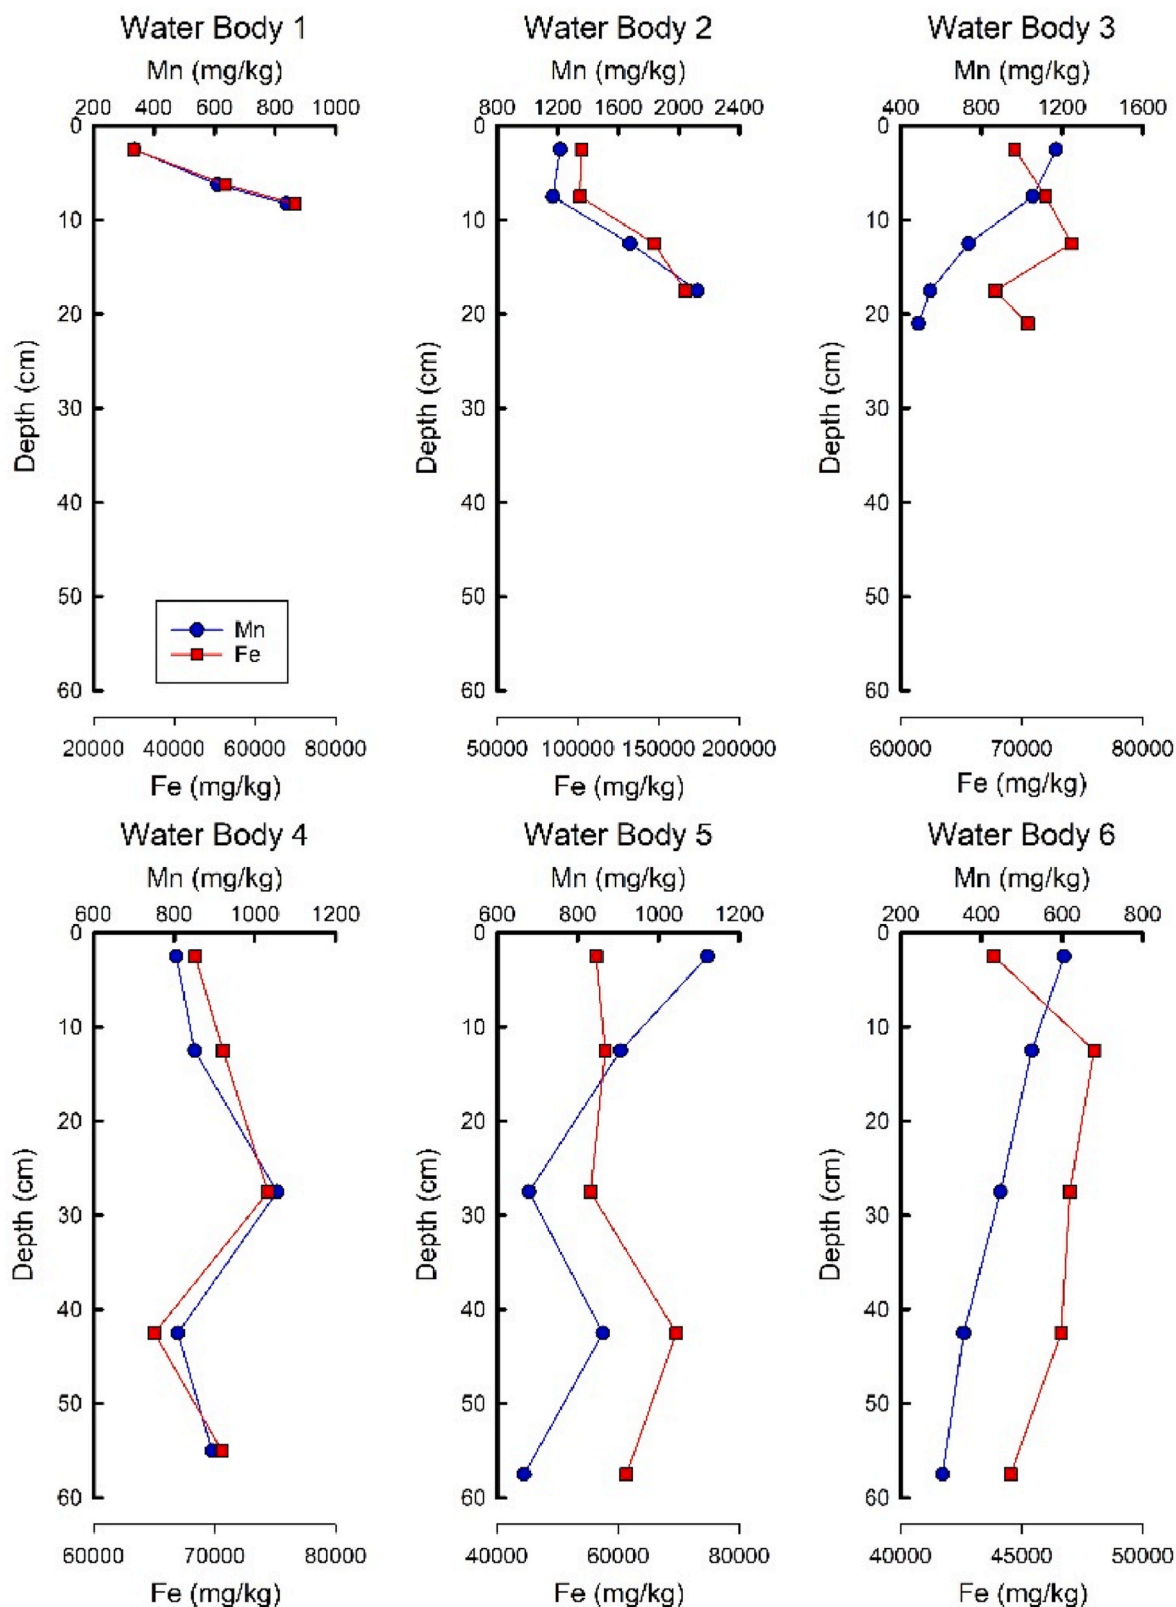 Water Body 1
Mn (mg/kg)
200 400 600 800 1000
0
10
20
30
40
50
60
Depth (cm)
Mn
Fe
20000 40000 60000 80000
Fe (mg/kg)
Water Body 2
Mn (mg/kg)
800 1200 1600 2000 2400
0
10
20
30
40
50
60
Depth (cm)
50000 100000 150000 200000
Fe (mg/kg)
Water Body 3
Mn (mg/kg)
400 800 1200 1600
0
10
20
30
40
50
60
Depth (cm)
60000 70000 80000
Fe (mg/kg)
Water Body 4
Mn (mg/kg)
600 800 1000 1200
0
10
20
30
40
50
60
Depth (cm)
60000 70000 80000
Fe (mg/kg)
Water Body 5
Mn (mg/kg)
600 800 1000 1200
0
10
20
30
40
50
60
Depth (cm)
40000 60000 80000
Fe (mg/kg)
Water Body 6
Mn (mg/kg)
200 400 600 800
0
10
20
30
40
50
60
Depth (cm)
40000 45000 50000
Fe (mg/kg)